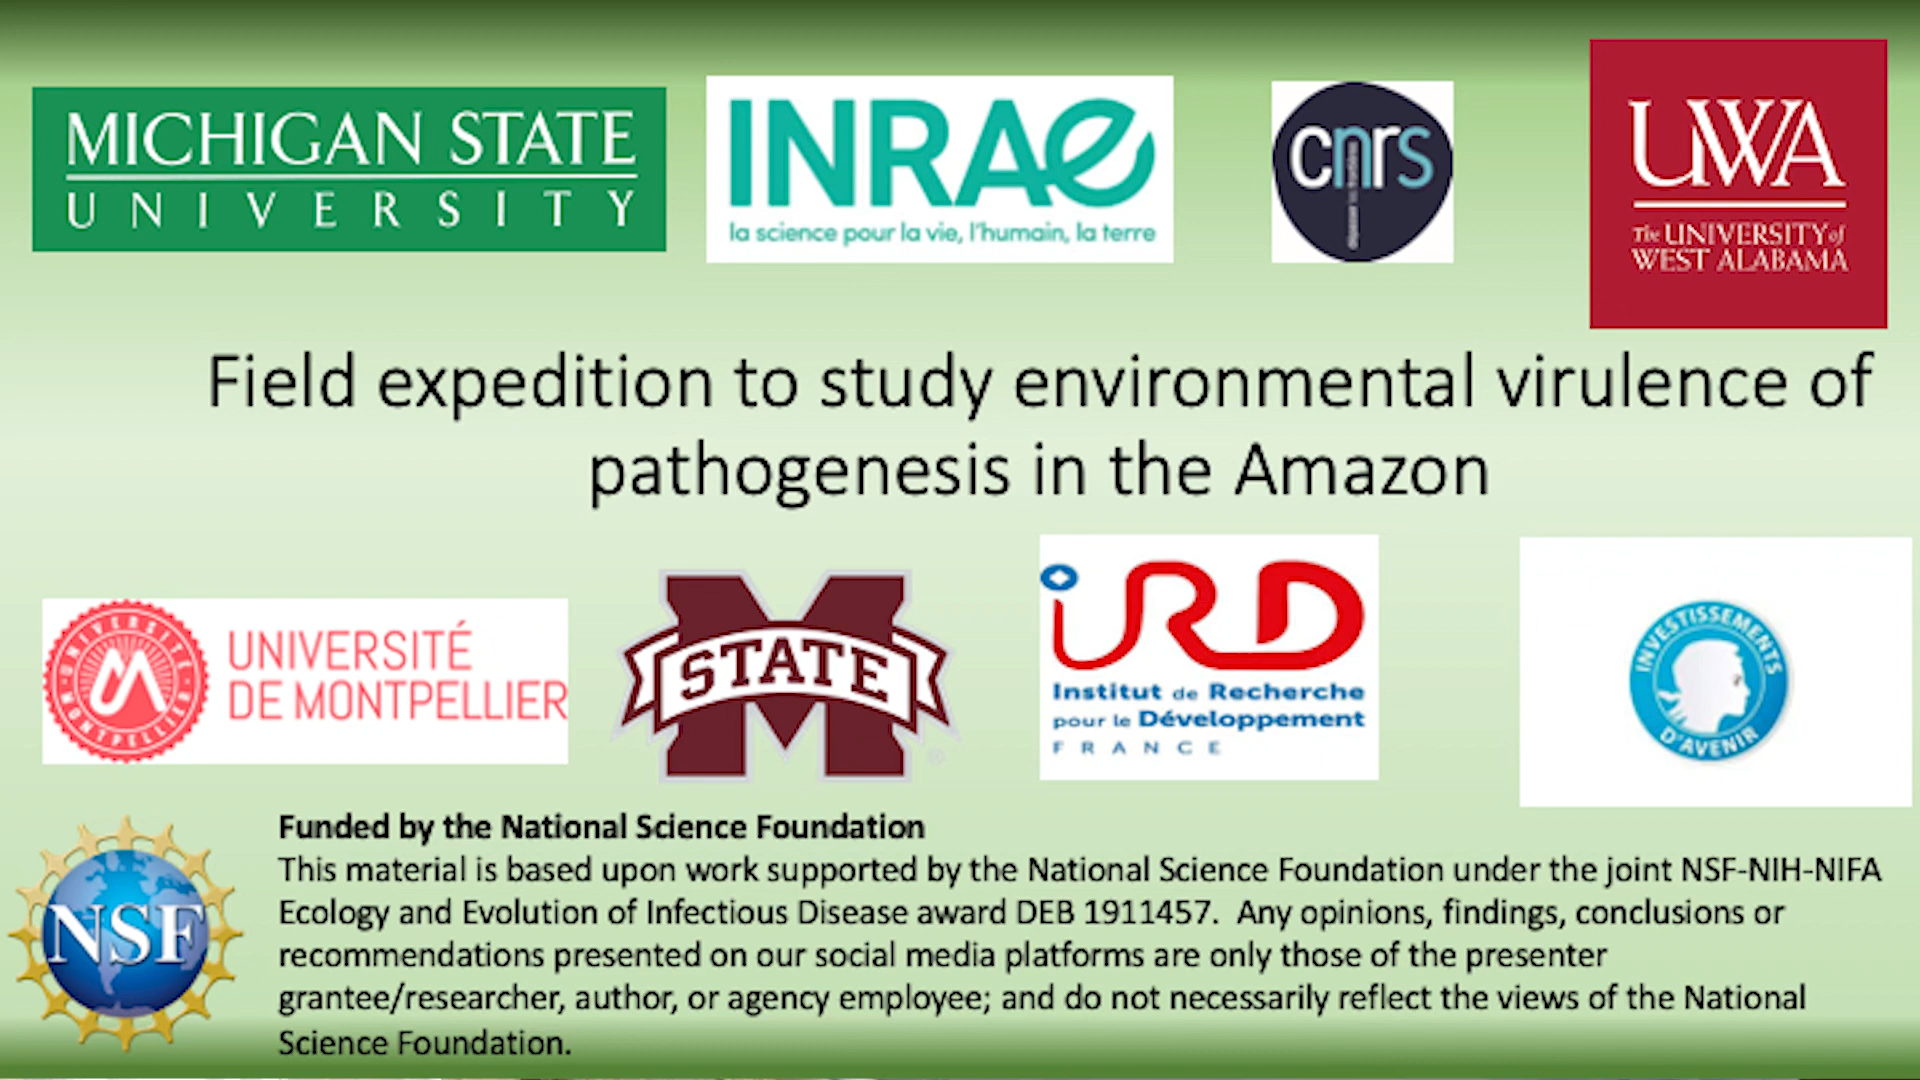 MICHIGAN STATE
UNIVERSITY
INRAE
la science pour la vie, l'humain, la terre
cnrs
UWA
The UNIVERSITY of
WEST ALABAMA
Field expedition to study environmental virulence of
pathogenesis in the Amazon
UNIVERSITÉ
MONTPELLIER
UNIVERSITÉ
DE MONTPELLIER
M
STATE
IRD
Institut de Recherche
pour le Développement
FRANCE
INVESTISSEMENTS
D'AVENIR
NSF
Funded by the National Science Foundation
This material is based upon work supported by the National Science Foundation under the joint NSF-NIH-NIFA
Ecology and Evolution of Infectious Disease award DEB 1911457. Any opinions, findings, conclusions or
recommendations presented on our social media platforms are only those of the presenter
grantee/researcher, author, or agency employee; and do not necessarily reflect the views of the National
Science Foundation.